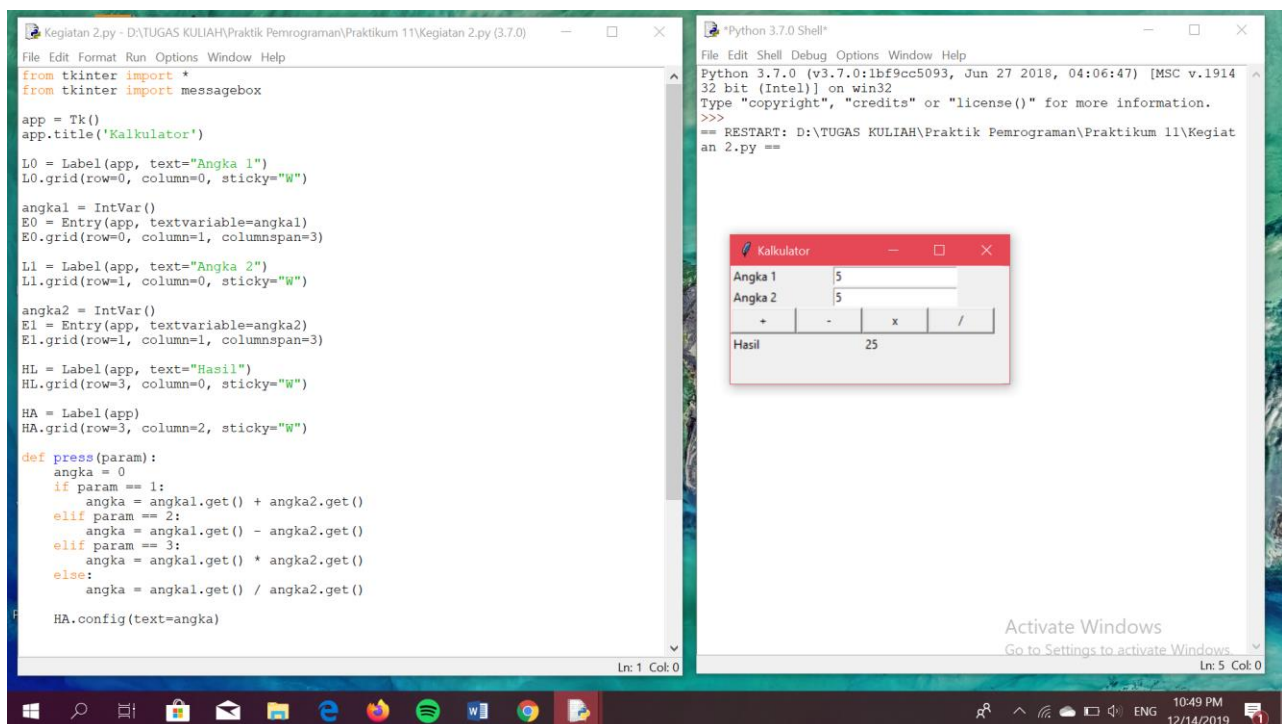 Kegiatan 2.py - D:\TUGAS KULIAH\Praktik Pemrograman\Praktikum 11\Kegiatan 2.py (3.7.0)
File Edit Format Run Options Window Help
from tkinter import *
from tkinter import messagebox
app = Tk()
app.title('Kalkulator')
L0 = Label(app, text="Angka 1")
L0.grid(row=0, column=0, sticky="W")
angka1 = IntVar()
E0 = Entry(app, textvariable=angka1)
E0.grid(row=0, column=1, columnspan=3)
L1 = Label(app, text="Angka 2")
L1.grid(row=1, column=0, sticky="W")
angka2 = IntVar()
E1 = Entry(app, textvariable=angka2)
E1.grid(row=1, column=1, columnspan=3)
HL = Label(app, text="Hasil")
HL.grid(row=3, column=0, sticky="W")
HA = Label(app)
HA.grid(row=3, column=2, sticky="W")
def press(param):
    angka = 0
    if param == 1:
        angka = angka1.get() + angka2.get()
    elif param == 2:
        angka = angka1.get() - angka2.get()
    elif param == 3:
        angka = angka1.get() * angka2.get()
    else:
        angka = angka1.get() / angka2.get()
    HA.config(text=angka)
Ln: 1 Col: 0
*Python 3.7.0 Shell*
File Edit Shell Debug Options Window Help
Python 3.7.0 (v3.7.0:1bf9cc5093, Jun 27 2018, 04:06:47) [MSC v.1914
32 bit (Intel)] on win32
Type "copyright", "credits" or "license()" for more information.
>>>
== RESTART: D:\TUGAS KULIAH\Praktik Pemrograman\Praktikum 11\Kegiat
an 2.py ==
Kalkulator
Angka 1 5
Angka 2 5
+ - x /
Hasil 25
Activate Windows
Go to Settings to activate Windows.
Ln: 5 Col: 0
ENG
10:49 PM
12/14/2019